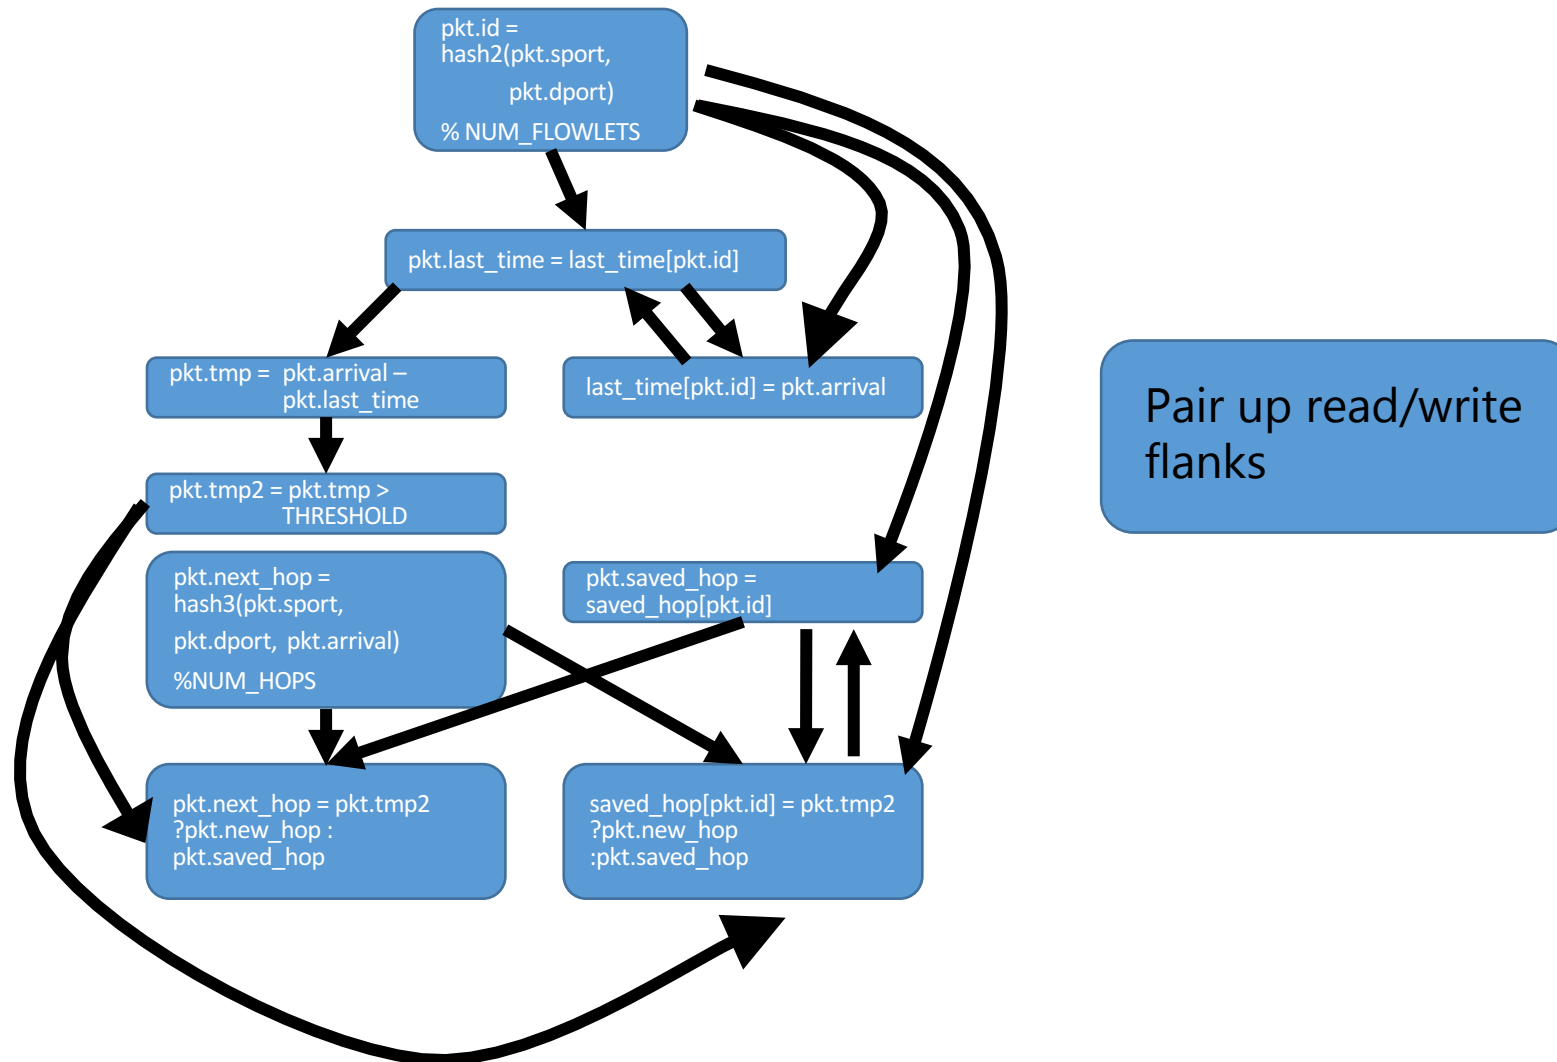 pkt.id =
hash2(pkt.sport,
pkt.dport)
% NUM_FLOWLETS
pkt.last_time = last_time[pkt.id]
pkt.tmp = pkt.arrival –
pkt.last_time
last_time[pkt.id] = pkt.arrival
Pair up read/write
flanks
pkt.tmp2 = pkt.tmp >
THRESHOLD
pkt.next_hop =
hash3(pkt.sport,
pkt.dport, pkt.arrival)
%NUM_HOPS
pkt.saved_hop =
saved_hop[pkt.id]
pkt.next_hop = pkt.tmp2
?pkt.new_hop :
pkt.saved_hop
saved_hop[pkt.id] = pkt.tmp2
?pkt.new_hop
:pkt.saved_hop